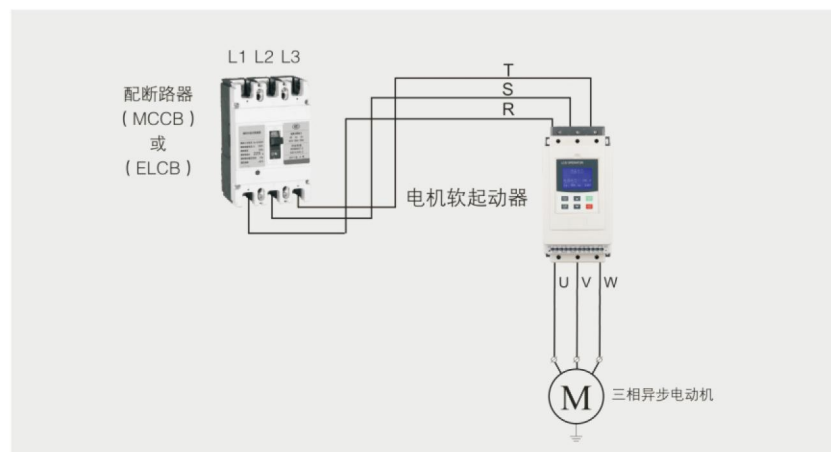 L1 L2 L3
配断路器
( MCCB )
或
( ELCB )
T
S
R
电机软起动器
U V W
M
三相异步电动机